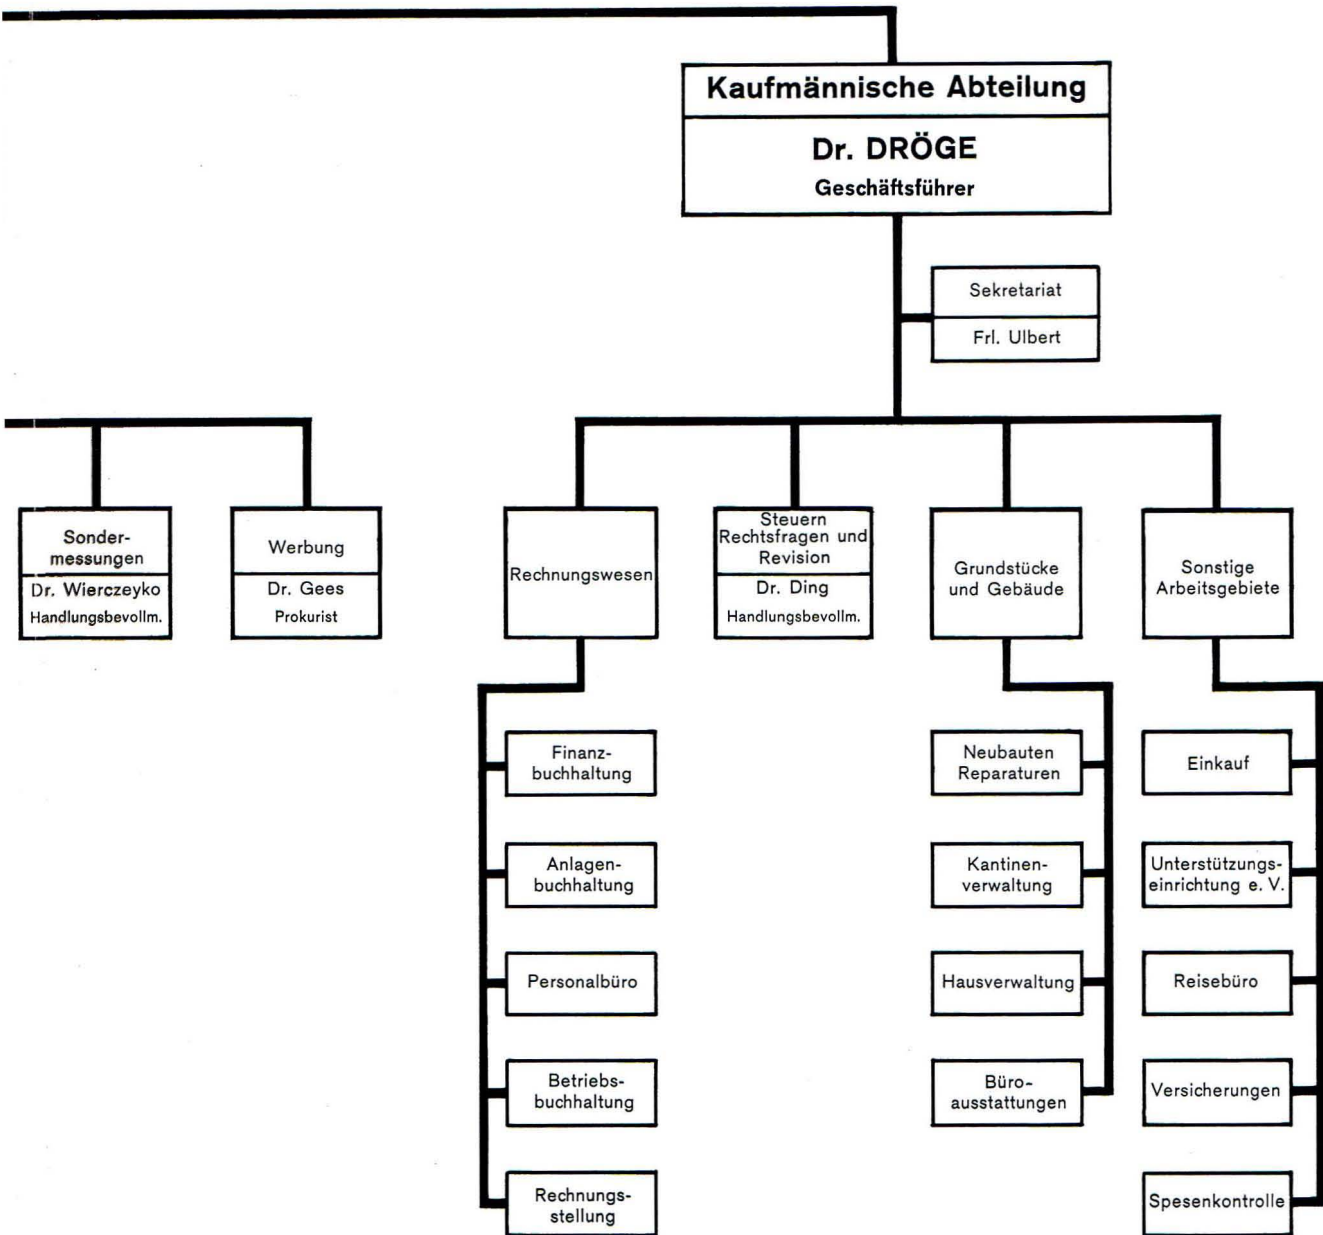 Kaufmännische Abteilung
Dr. DRÖGE
Geschäftsführer
Sekretariat
Frl. Ulbert
Sonder-
messungen
Dr. Wierczeyko
Handlungsbevollm.
Werbung
Dr. Gees
Prokurist
Rechnungswesen
Steuern
Rechtsfragen und
Revision
Dr. Ding
Handlungsbevollm.
Grundstücke
und Gebäude
Sonstige
Arbeitsgebiete
Finanz-
buchhaltung
Anlagen-
buchhaltung
Personalbüro
Betriebs-
buchhaltung
Rechnungs-
stellung
Neubauten
Reparaturen
Kantinen-
verwaltung
Hausverwaltung
Büro-
ausstattungen
Einkauf
Unterstützungs-
einrichtung e. V.
Reisebüro
Versicherungen
Spesenkontrolle